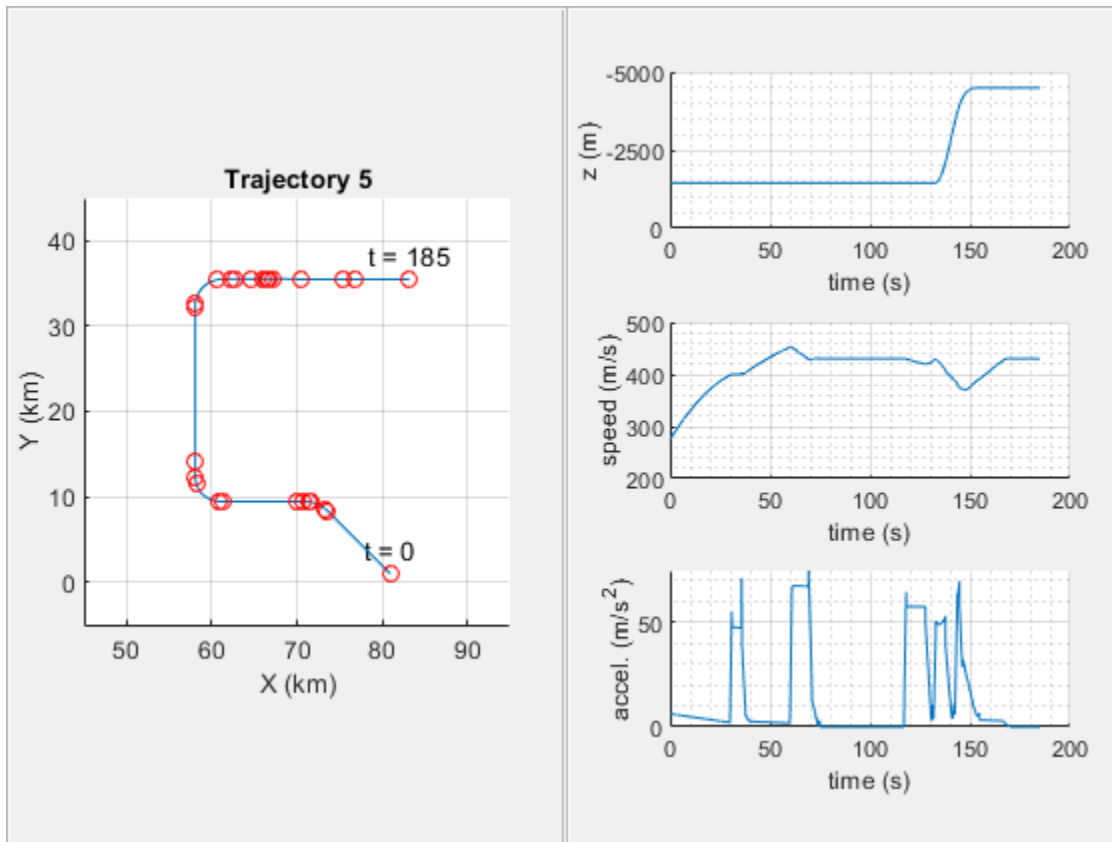 Trajectory 5
40
30
20
10
0
Y (km)
t = 185
t = 0
50 60 70 80 90
X (km)
-5000
-2500
0
z (m)
0 50 100 150 200
time (s)
500
400
300
200
speed (m/s)
0 50 100 150 200
time (s)
50
0
accel. (m/s²)
0 50 100 150 200
time (s)